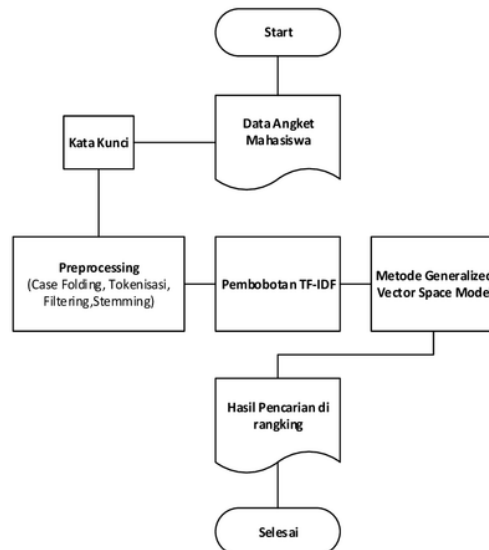 Start
Data Angket
Mahasiswa
Kata Kunci
Preprocessing
(Case Folding, Tokenisasi,
Filtering,Stemming)
Pembobotan TF-IDF
Metode Generalized
Vector Space Model
Hasil Pencarian di
rangking
Selesai